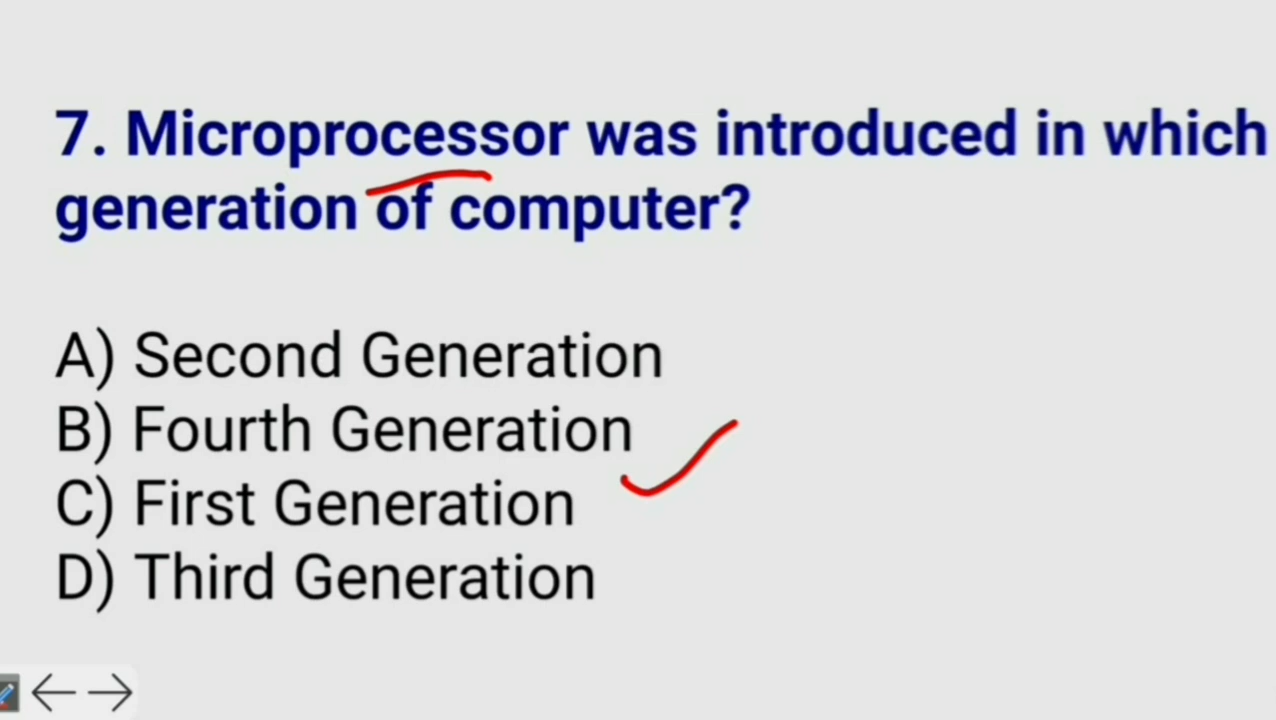 7. Microprocessor was introduced in which
generation of computer?
A) Second Generation
B) Fourth Generation
C) First Generation
D) Third Generation